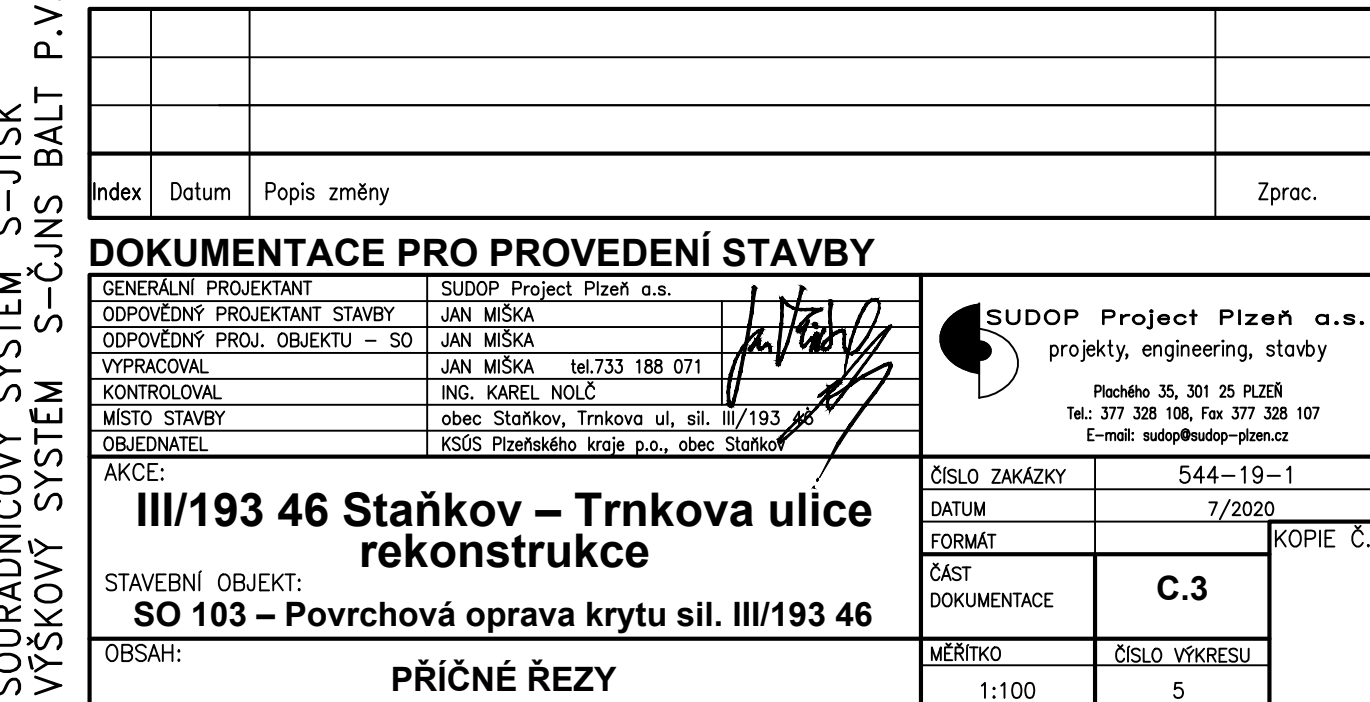 SOUŘADNICOVÝ SYSTÉM S-JTSK
VÝŠKOVÝ SYSTÉM S-ČJNS BALT P.V.
Index Datum Popis změny Zprac.
DOKUMENTACE PRO PROVEDENÍ STAVBY
GENERÁLNÍ PROJEKTANT SUDOP Project Plzeň a.s.
ODPOVĚDNÝ PROJEKTANT STAVBY JAN MIŠKA
ODPOVĚDNÝ PROJ. OBJEKTU – SO JAN MIŠKA
VYPRACOVAL JAN MIŠKA tel.733 188 071
KONTROLOVAL ING. KAREL NOLČ
MÍSTO STAVBY obec Staňkov, Trnkova ul, sil. III/193 46
OBJEDNATEL KSÚS Plzeňského kraje p.o., obec Staňkov
SUDOP Project Plzeň a.s.
projekty, engineering, stavby
Plachého 35, 301 25 PLZEŇ
Tel.: 377 328 108, Fax 377 328 107
E-mail: sudop@sudop-plzen.cz
AKCE:
III/193 46 Staňkov – Trnkova ulice
rekonstrukce
STAVEBNÍ OBJEKT:
SO 103 – Povrchová oprava krytu sil. III/193 46
OBSAH:
PŘÍČNÉ ŘEZY
ČÍSLO ZAKÁZKY 544-19-1
DATUM 7/2020
FORMÁT
KOPIE Č.
ČÁST
DOKUMENTACE
C.3
MĚŘÍTKO ČÍSLO VÝKRESU
1:100 5